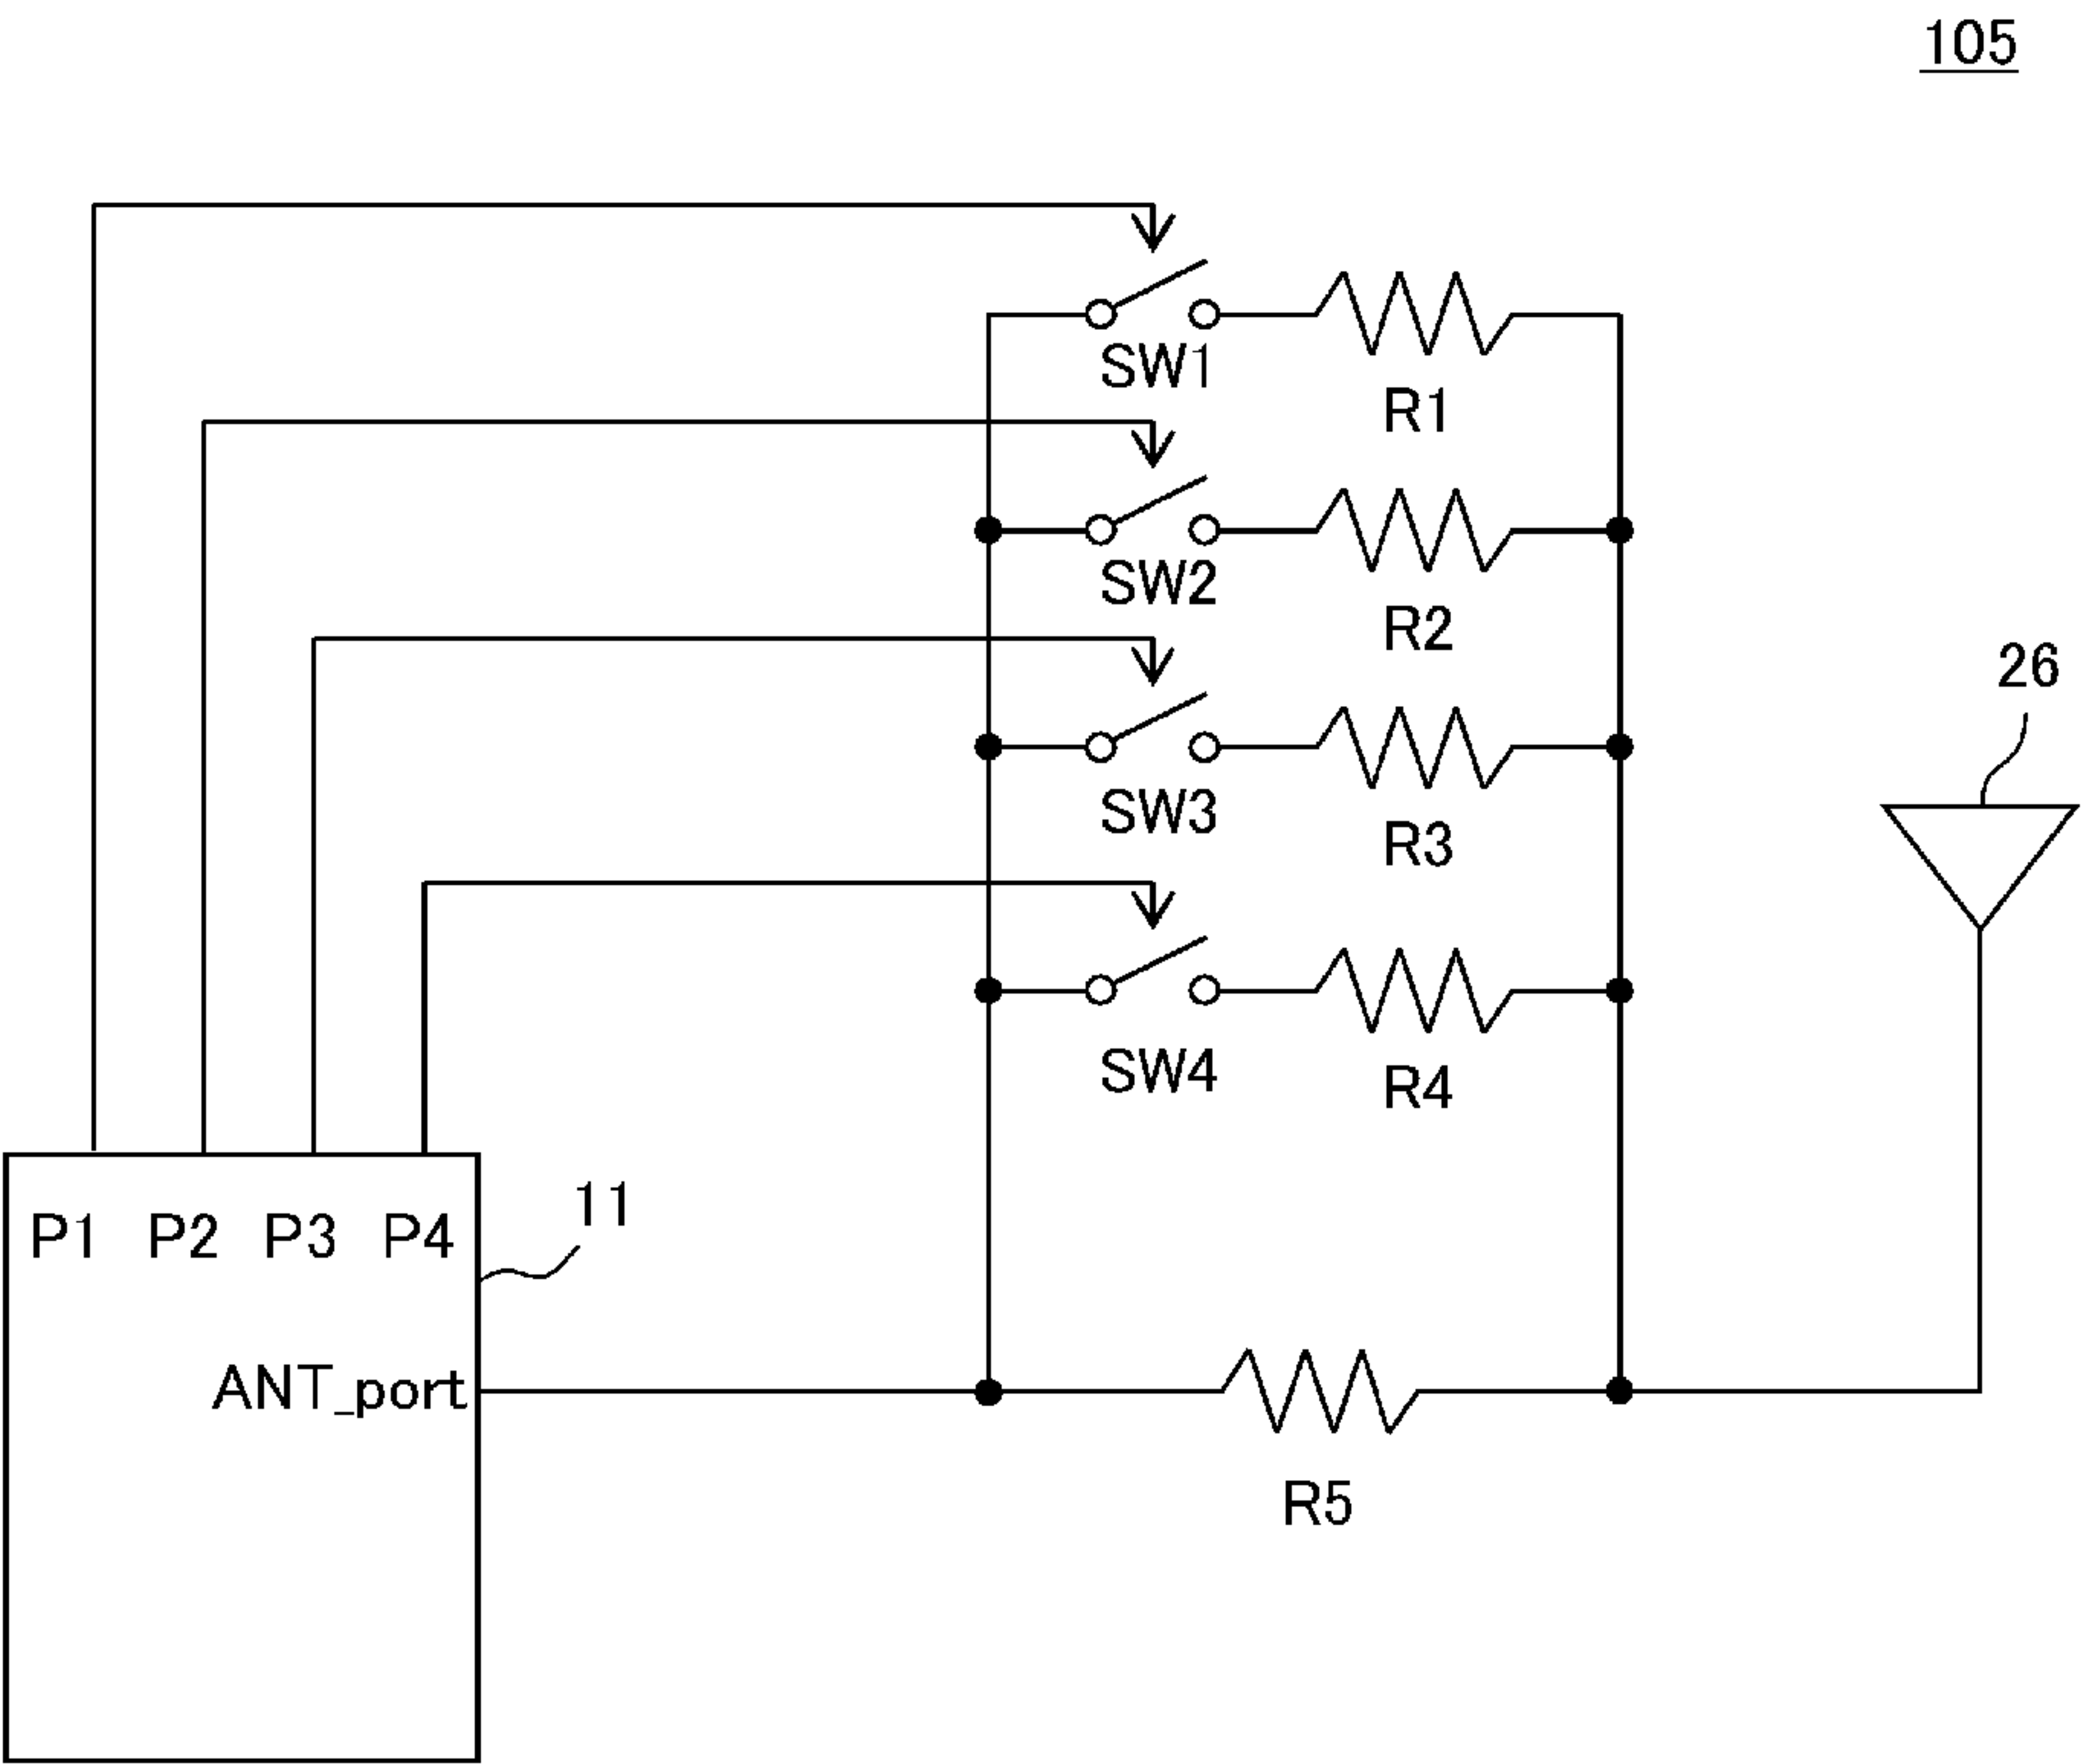 105
SW1
R1
SW2
R2
26
SW3
R3
SW4
R4
P1 P2 P3 P4
11
ANT_port
R5